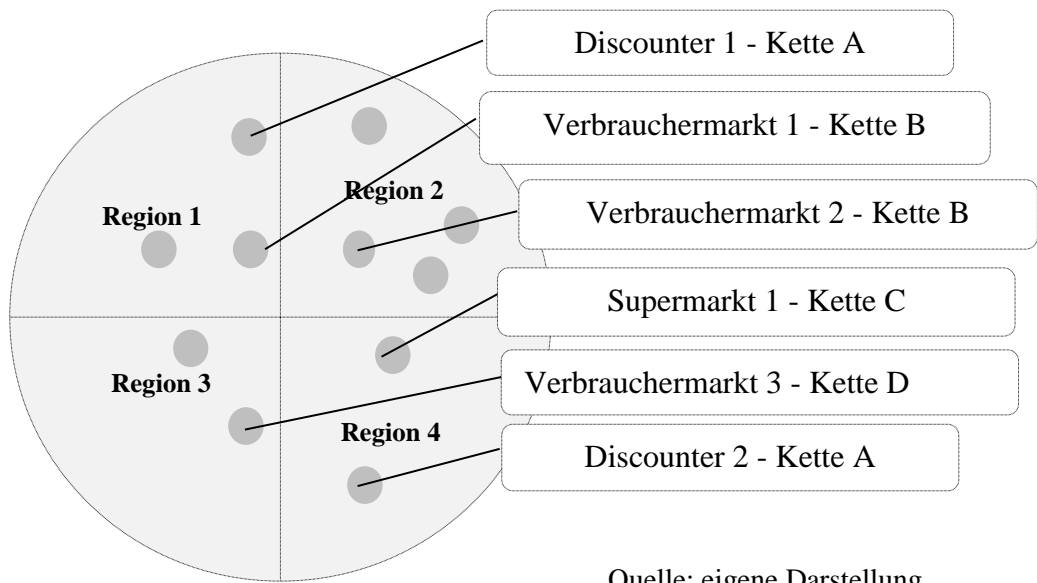 Discounter 1 - Kette A
Verbrauchermarkt 1 - Kette B
Region 2
Region 1
Verbrauchermarkt 2 - Kette B
Supermarkt 1 - Kette C
Region 3
Verbrauchermarkt 3 - Kette D
Region 4
Discounter 2 - Kette A
Quelle: eigene Darstellung